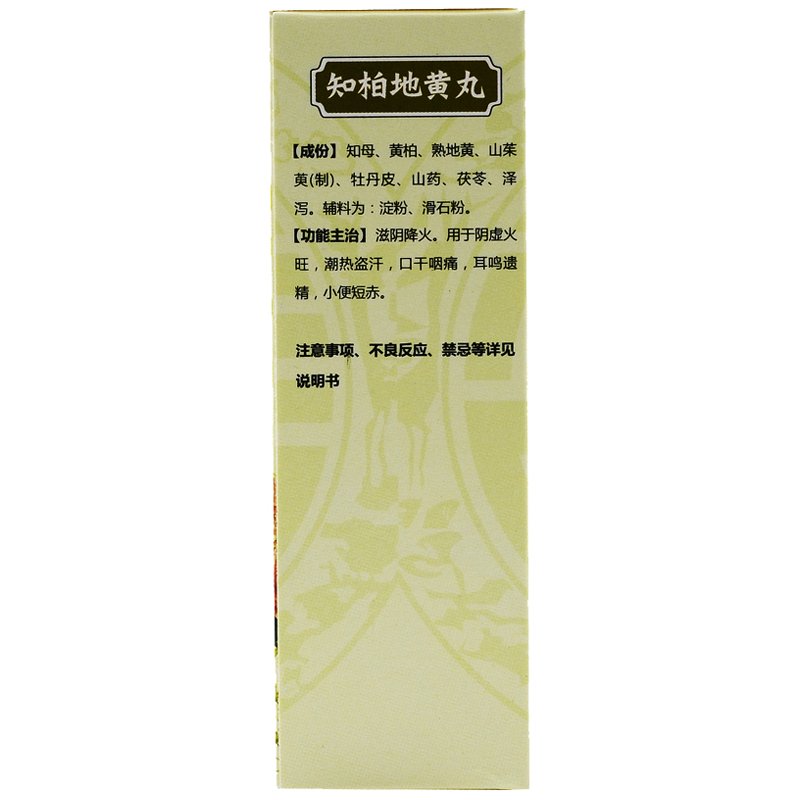 知柏地黄丸
【成份】知母、黄柏、熟地黄、山茱
萸(制)、牡丹皮、山药、茯苓、泽
泻。辅料为：淀粉、滑石粉。
【功能主治】滋阴降火。用于阴虚火
旺，潮热盗汗，口干咽痛，耳鸣遗
精，小便短赤。
注意事项、不良反应、禁忌等详见
说明书